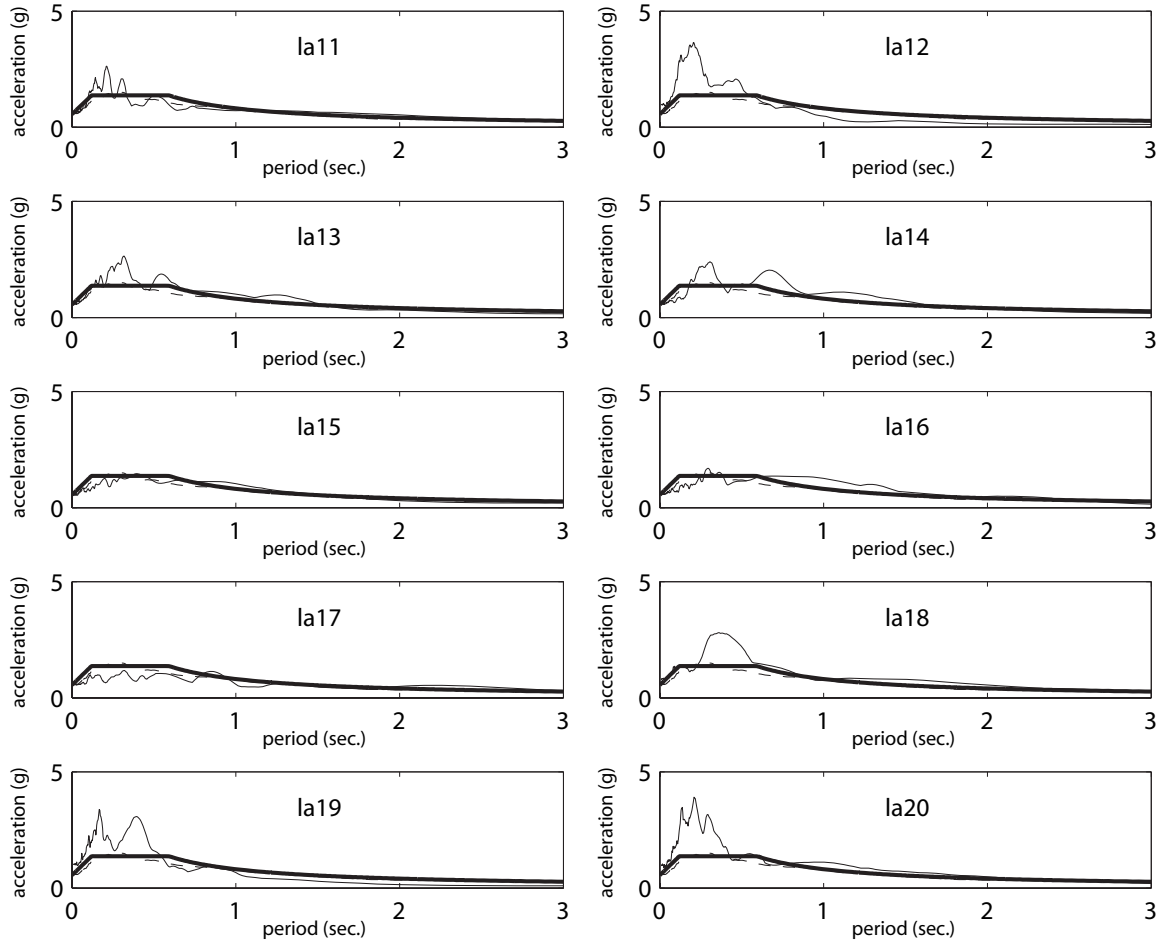 5
acceleration (g)
la11
0
0 1 2 3
period (sec.)
5
acceleration (g)
la12
0
0 1 2 3
period (sec.)
5
acceleration (g)
la13
0
0 1 2 3
period (sec.)
5
acceleration (g)
la14
0
0 1 2 3
period (sec.)
5
acceleration (g)
la15
0
0 1 2 3
period (sec.)
5
acceleration (g)
la16
0
0 1 2 3
period (sec.)
5
acceleration (g)
la17
0
0 1 2 3
period (sec.)
5
acceleration (g)
la18
0
0 1 2 3
period (sec.)
5
acceleration (g)
la19
0
0 1 2 3
period (sec.)
5
acceleration (g)
la20
0
0 1 2 3
period (sec.)